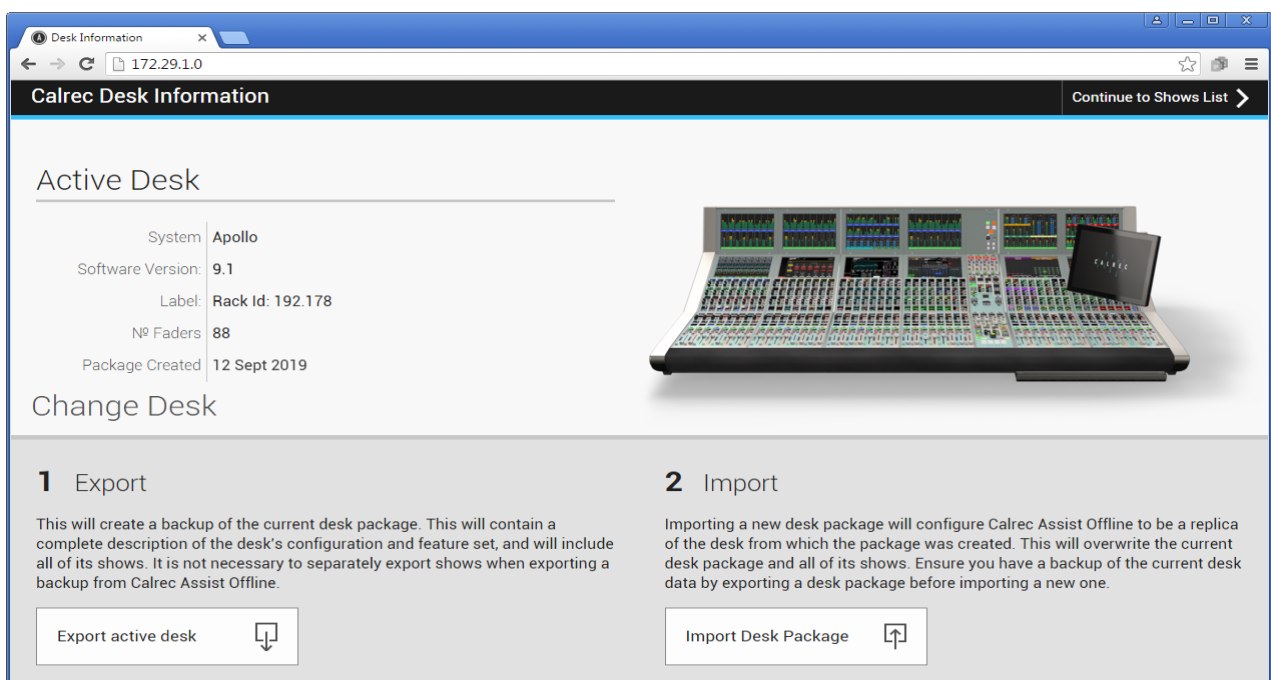 Desk Information
172.29.1.0
Calrec Desk Information
Continue to Shows List
Active Desk
System Apollo
Software Version: 9.1
Label: Rack Id: 192.178
Nº Faders 88
Package Created 12 Sept 2019
CALREC
Change Desk
1 Export
This will create a backup of the current desk package. This will contain a
complete description of the desk's configuration and feature set, and will include
all of its shows. It is not necessary to separately export shows when exporting a
backup from Calrec Assist Offline.
Export active desk
2 Import
Importing a new desk package will configure Calrec Assist Offline to be a replica
of the desk from which the package was created. This will overwrite the current
desk package and all of its shows. Ensure you have a backup of the current desk
data by exporting a desk package before importing a new one.
Import Desk Package